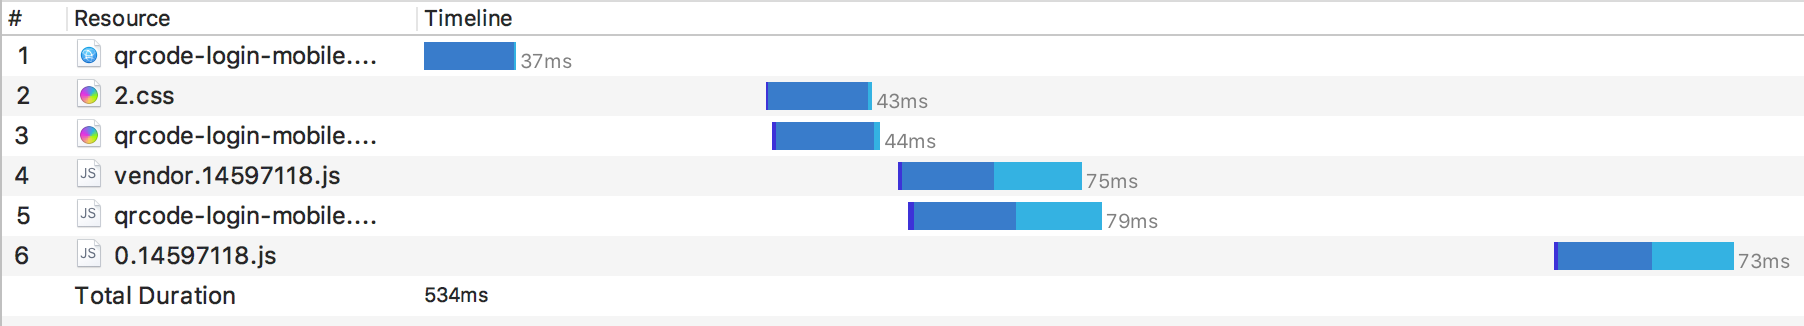 # Resource Timeline
1 qrcode-login-mobile.... 37ms
2 2.css 43ms
3 qrcode-login-mobile.... 44ms
4 JS vendor.14597118.js 75ms
5 JS qrcode-login-mobile.... 79ms
6 JS 0.14597118.js 73ms
Total Duration 534ms